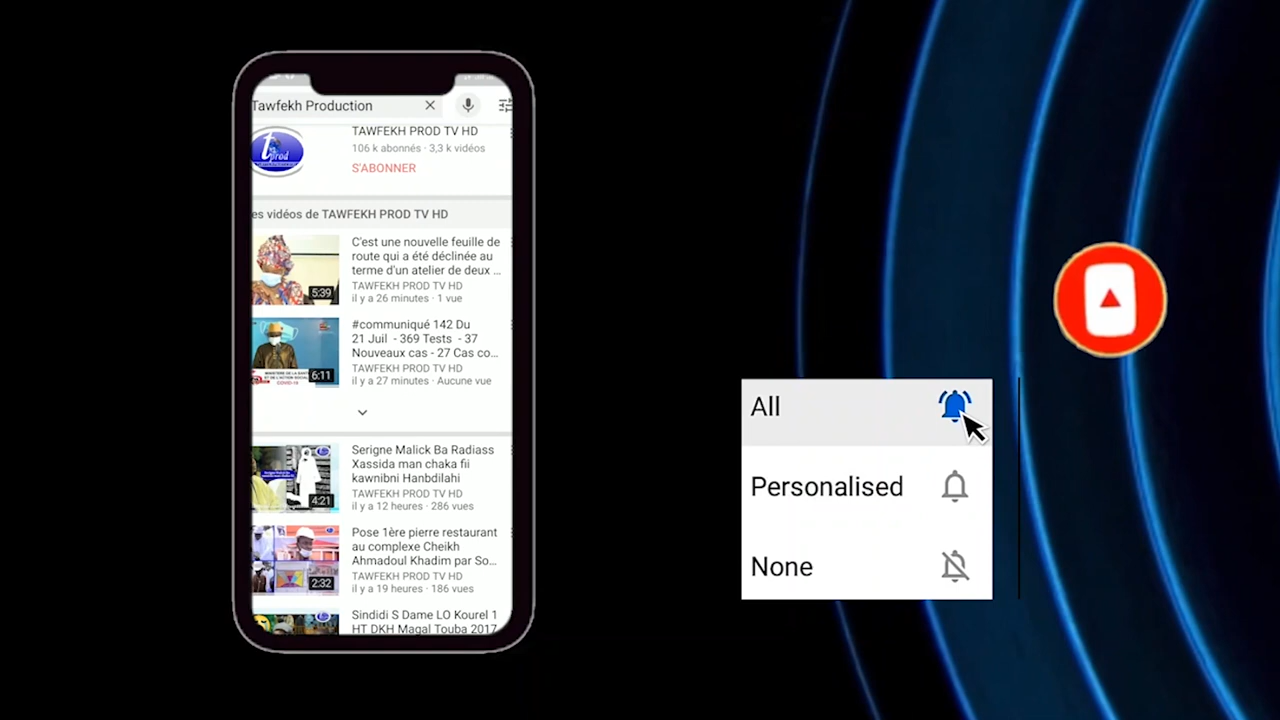 Tawfekh Production
TAWFEKH PROD TV HD
106 k abonnés · 3,3 k vidéos
S'ABONNER
prod
es vidéos de TAWFEKH PROD TV HD
C'est une nouvelle feuille de
route qui a été déclinée au
terme d'un atelier de deux ...
TAWFEKH PROD TV HD
il y a 26 minutes · 1 vue
5:39
#communiqué 142 Du
21 Juil - 369 Tests - 37
Nouveaux cas - 27 Cas co...
TAWFEKH PROD TV HD
il y a 27 minutes · Aucune vue
COVID-19
6:11
Serigne Malick Ba Radiass
Xassida man chaka fii
kawnibni Hanbdilahi
TAWFEKH PROD TV HD
il y a 12 heures · 286 vues
4:21
Pose 1ère pierre restaurant
au complexe Cheikh
Ahmadoul Khadim par So...
TAWFEKH PROD TV HD
il y a 19 heures · 186 vues
2:32
Sindidi S Dame LO Kourel 1
HT DKH Magal Touba 2017
All
Personalised
None